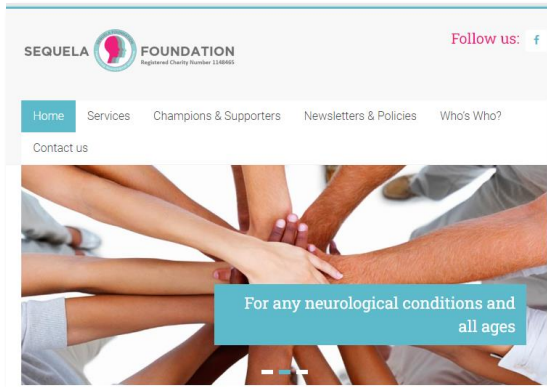 Follow us: f
SEQUELA FOUNDATION
Registered Charity Number 1148465
Home Services Champions & Supporters Newsletters & Policies Who's Who?
Contact us
For any neurological conditions and
all ages